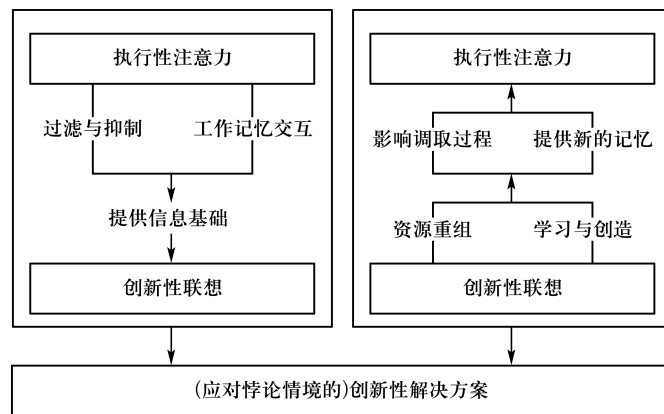 执行性注意力
过滤与抑制
工作记忆交互
提供信息基础
创新性联想
执行性注意力
影响调取过程
提供新的记忆
资源重组
学习与创造
创新性联想
(应对悖论情境的)创新性解决方案